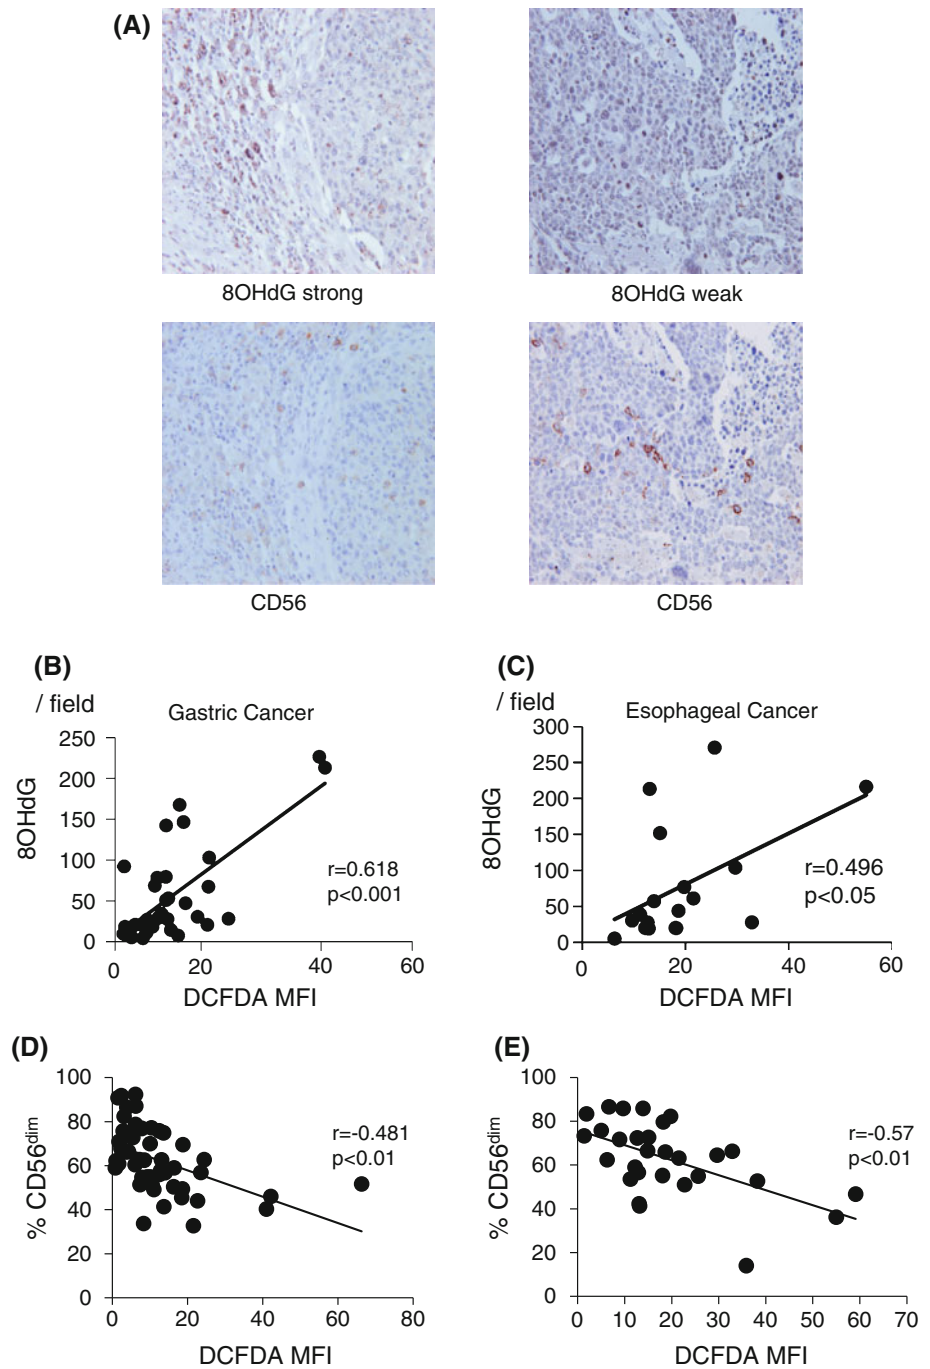 (A)
8OHdG strong
8OHdG weak
CD56
CD56
(B)
/ field
Gastric Cancer
250
200
150
100
50
0
8OHdG
r=0.618
p<0.001
0
20
40
60
DCFDA MFI
(C)
/ field
Esophageal Cancer
300
250
200
150
100
50
0
8OHdG
r=0.496
p<0.05
0
20
40
60
DCFDA MFI
(D)
100
80
60
40
20
0
% CD56dim
r=-0.481
p<0.01
0
20
40
60
80
DCFDA MFI
(E)
100
80
60
40
20
0
% CD56dim
r=-0.57
p<0.01
0
10
20
30
40
50
60
70
DCFDA MFI